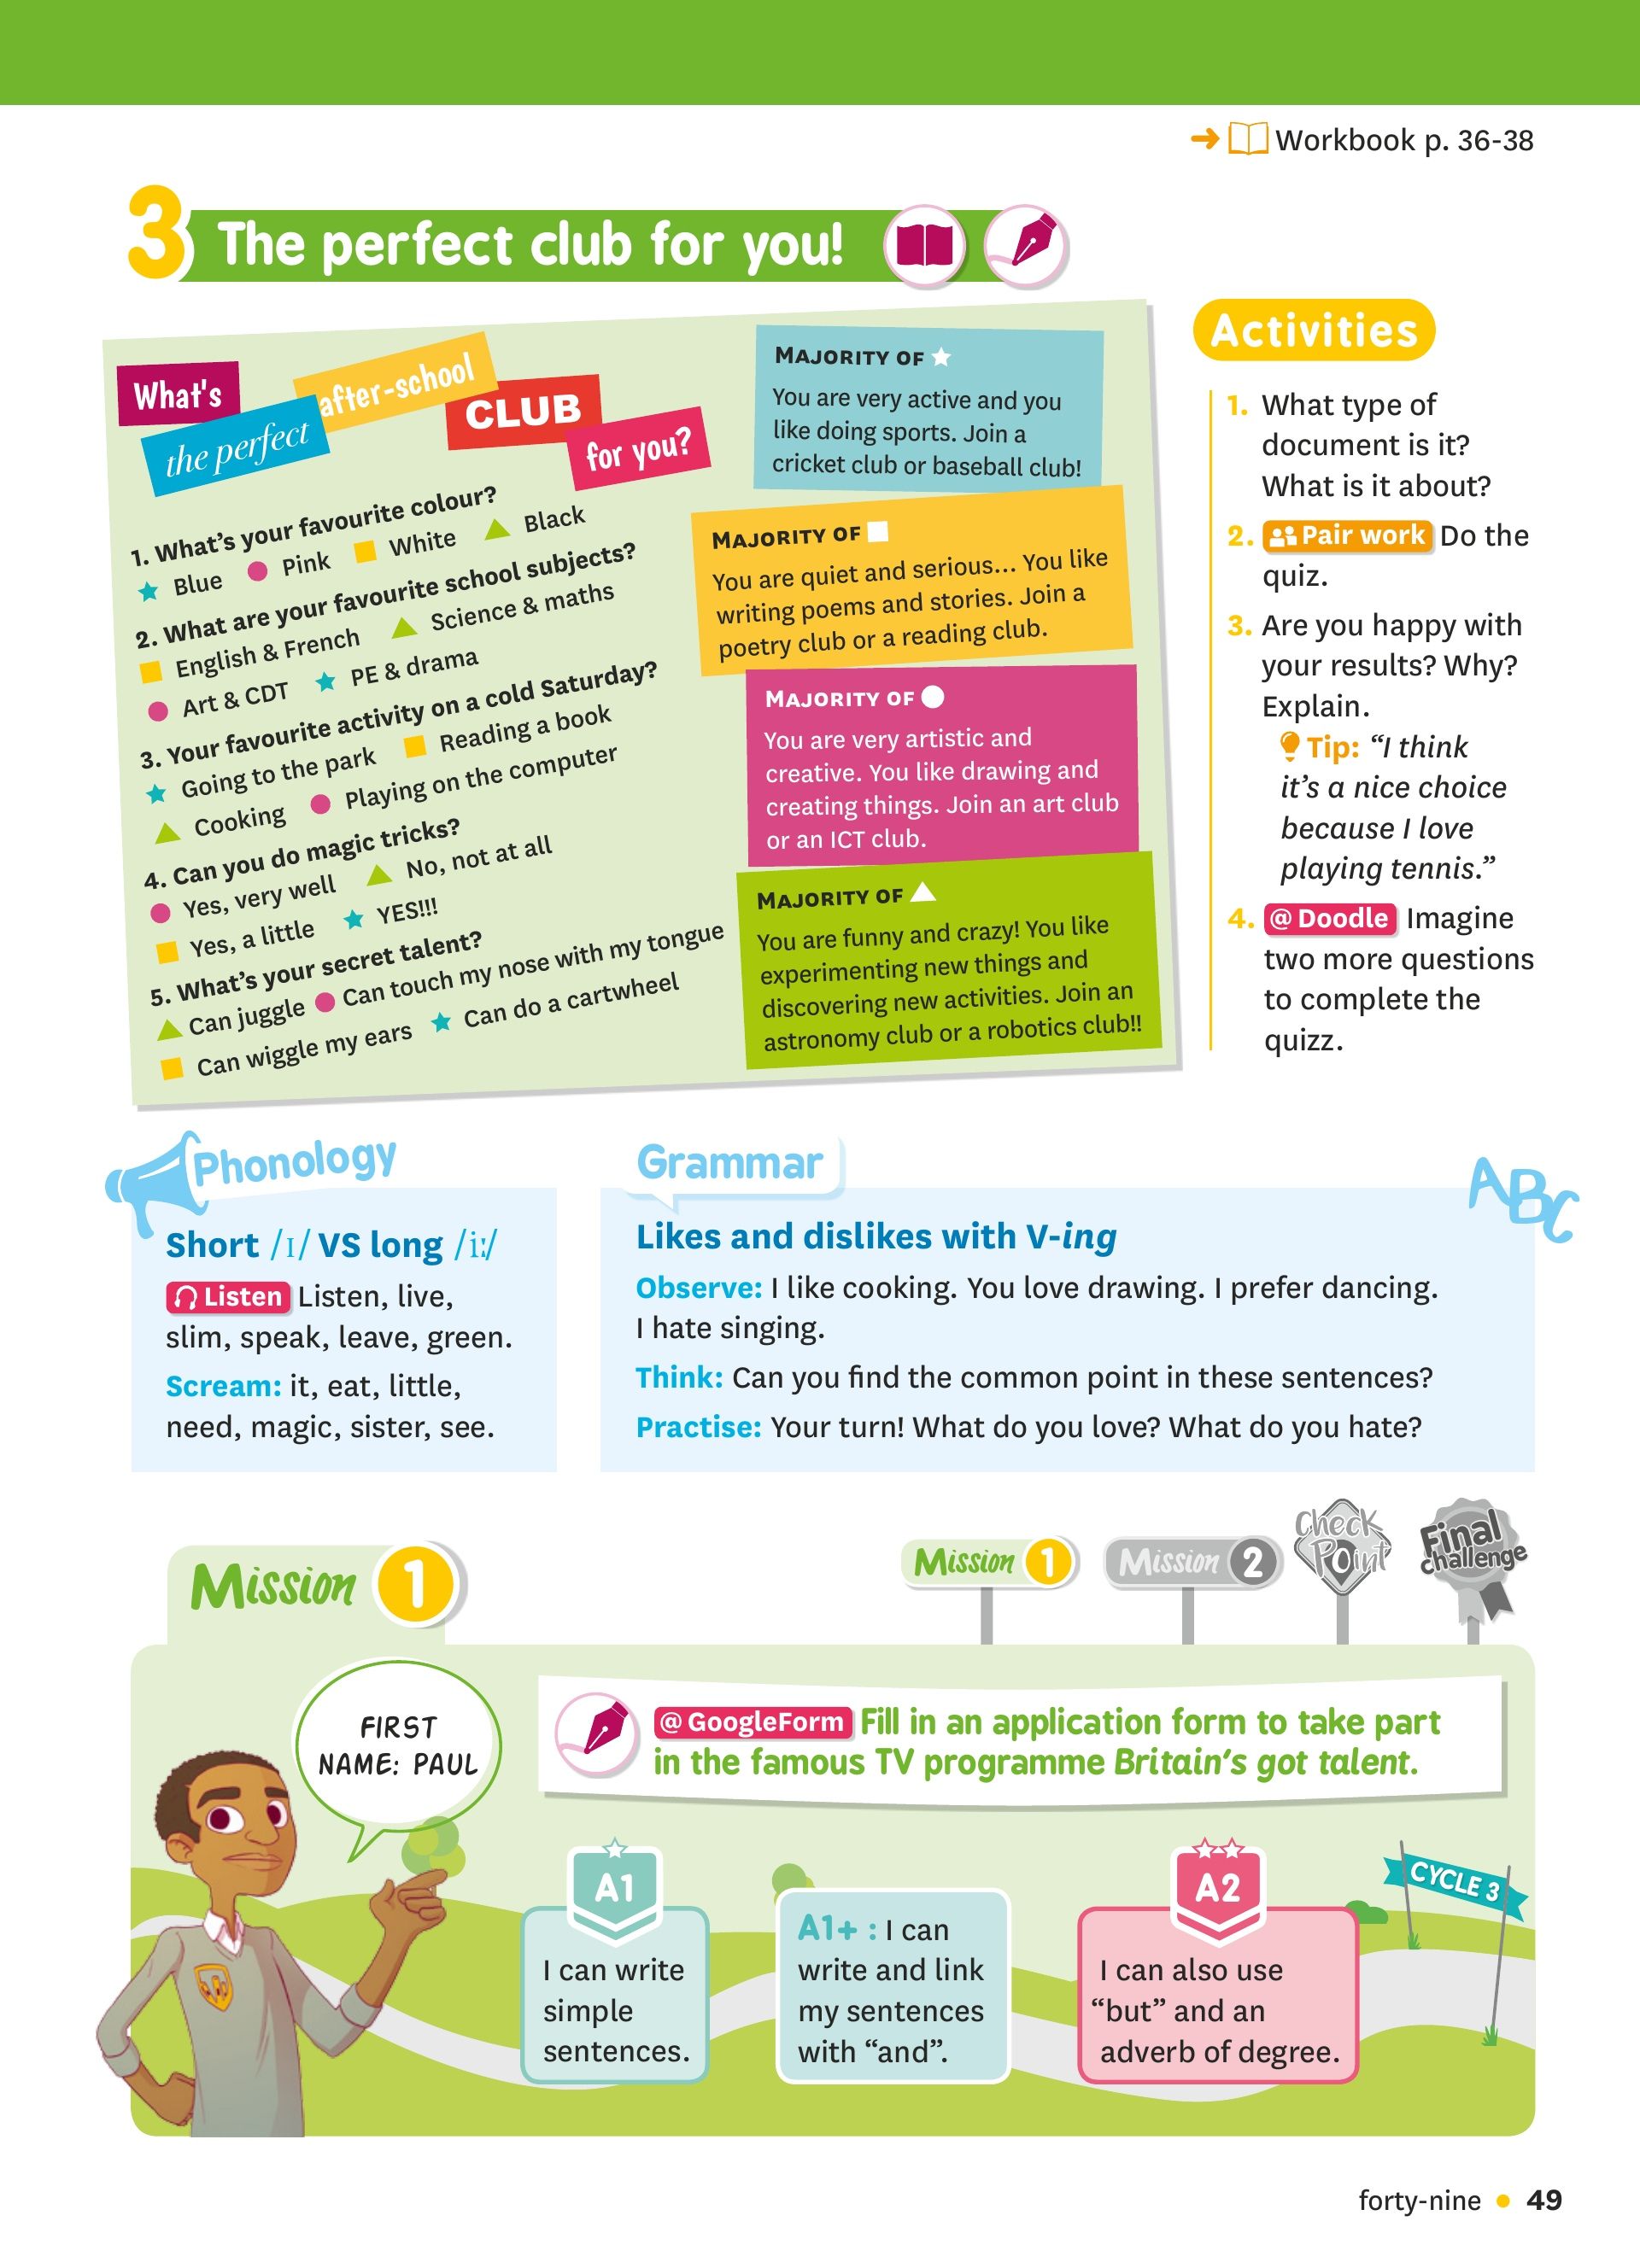 Workbook p. 36-38
3 The perfect club for you!
What's
the perfect
after-school
CLUB
for you?
1. What's your favourite colour?
Blue Pink White Black
2. What are your favourite school subjects?
English & French Science & maths
Art & CDT PE & drama
3. Your favourite activity on a cold Saturday?
Going to the park Reading a book
Cooking Playing on the computer
4. Can you do magic tricks?
Yes, very well No, not at all
Yes, a little YES!!!
5. What's your secret talent?
Can juggle Can touch my nose with my tongue
Can wiggle my ears Can do a cartwheel
MAJORITY OF
You are very active and you
like doing sports. Join a
cricket club or baseball club!
MAJORITY OF
You are quiet and serious... You like
writing poems and stories. Join a
poetry club or a reading club.
MAJORITY OF
You are very artistic and
creative. You like drawing and
creating things. Join an art club
or an ICT club.
MAJORITY OF
You are funny and crazy! You like
experimenting new things and
discovering new activities. Join an
astronomy club or a robotics club!!
Activities
1. What type of
document is it?
What is it about?
2. Pair work Do the
quiz.
3. Are you happy with
your results? Why?
Explain.
Tip: “I think
it's a nice choice
because I love
playing tennis.”
4. @ Doodle Imagine
two more questions
to complete the
quizz.
Phonology
Short /ɪ/ VS long /iː/
Listen Listen, live,
slim, speak, leave, green.
Scream: it, eat, little,
need, magic, sister, see.
Grammar
ABC
Likes and dislikes with V-ing
Observe: I like cooking. You love drawing. I prefer dancing.
I hate singing.
Think: Can you find the common point in these sentences?
Practise: Your turn! What do you love? What do you hate?
Mission 1
Mission 1
Mission 2
Check
Point
Final
challenge
FIRST
NAME: PAUL
@ GoogleForm Fill in an application form to take part
in the famous TV programme Britain's got talent.
A1
I can write
simple
sentences.
A1+ : I can
write and link
my sentences
with “and”.
A2
I can also use
“but” and an
adverb of degree.
CYCLE 3
forty-nine • 49